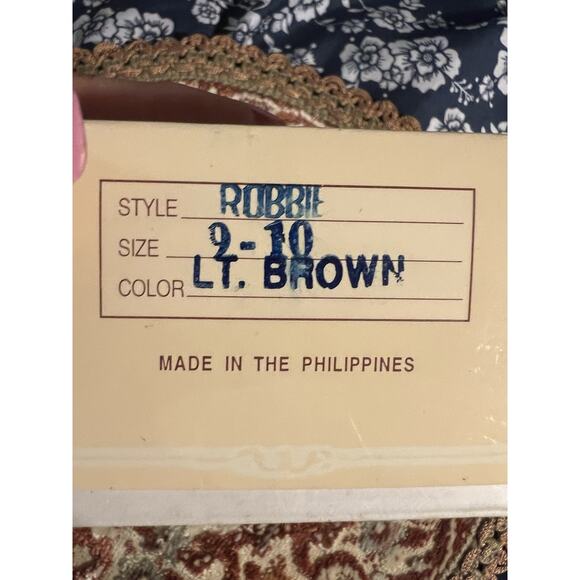 STYLE ROBBIE
SIZE 9-10
COLOR LT. BROWN
MADE IN THE PHILIPPINES